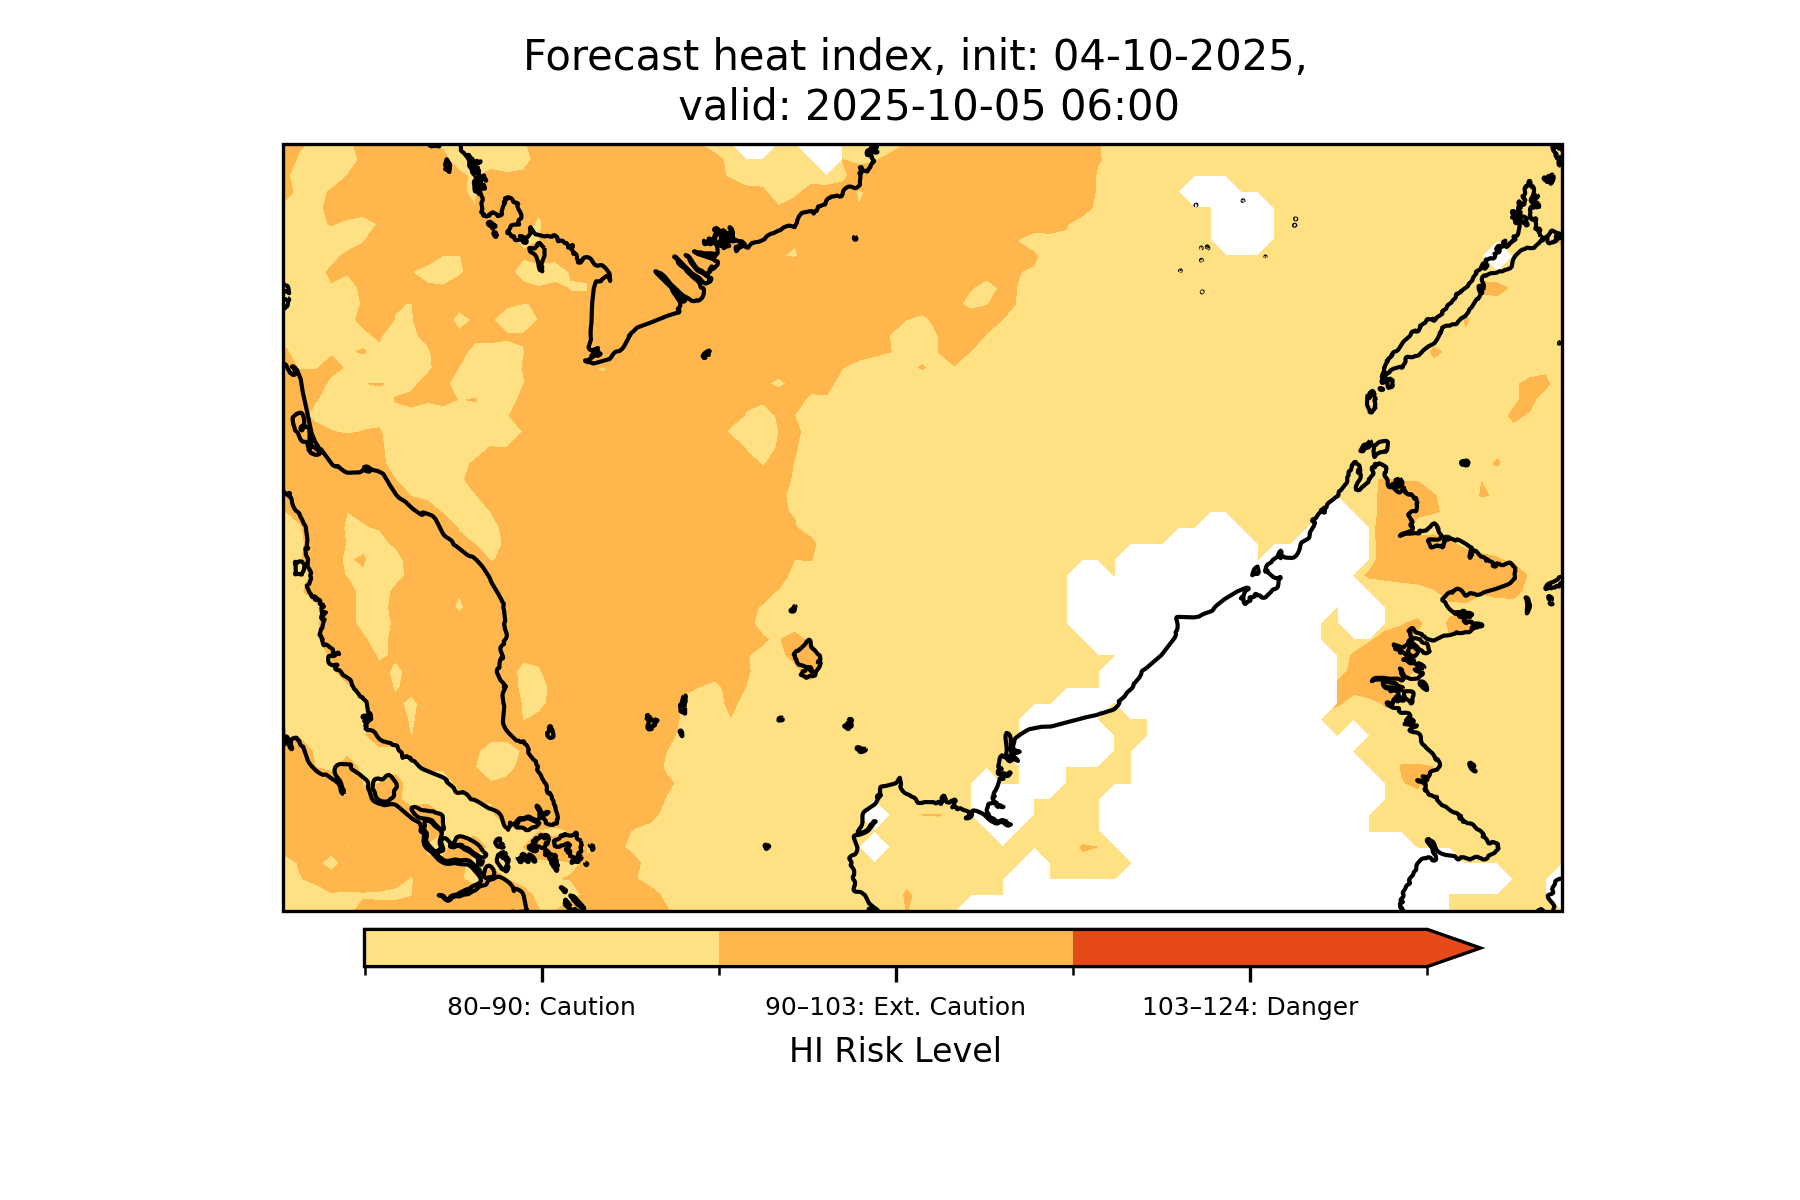 Forecast heat index, init: 04-10-2025,
valid: 2025-10-05 06:00
80–90: Caution
90–103: Ext. Caution
103–124: Danger
HI Risk Level